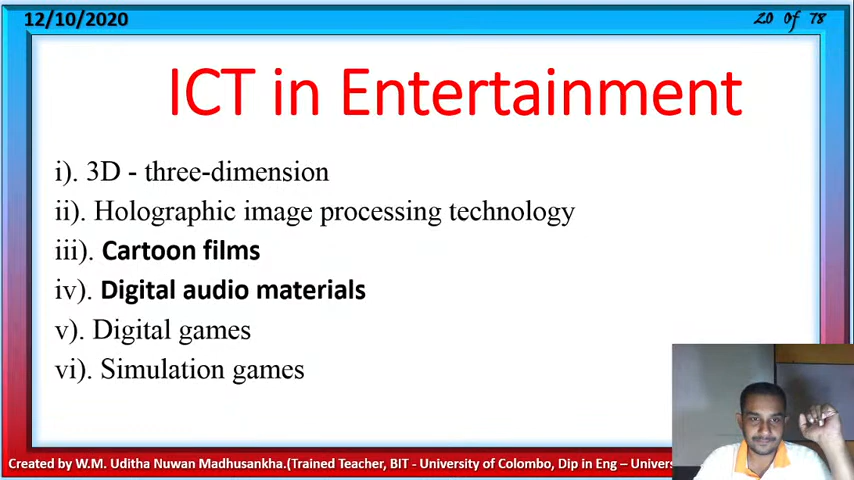 12/10/2020
20 of 78
ICT in Entertainment
i). 3D - three-dimension
ii). Holographic image processing technology
iii). Cartoon films
iv). Digital audio materials
v). Digital games
vi). Simulation games
Created by W.M. Uditha Nuwan Madhusankha.(Trained Teacher, BIT - University of Colombo, Dip in Eng – Univers